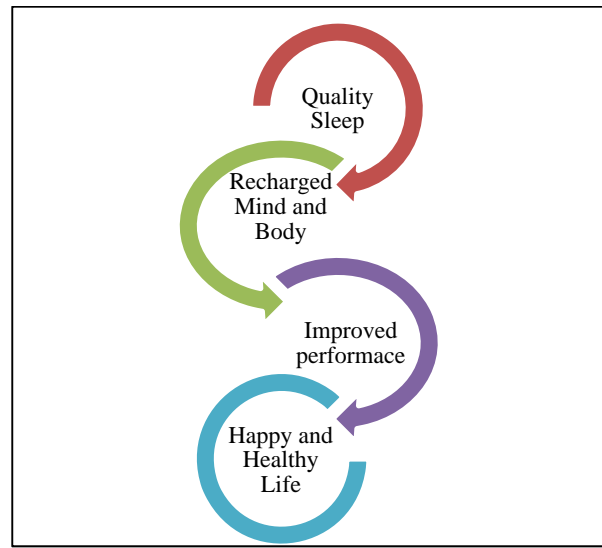 Quality
Sleep
Recharged
Mind and
Body
Improved
performace
Happy and
Healthy
Life